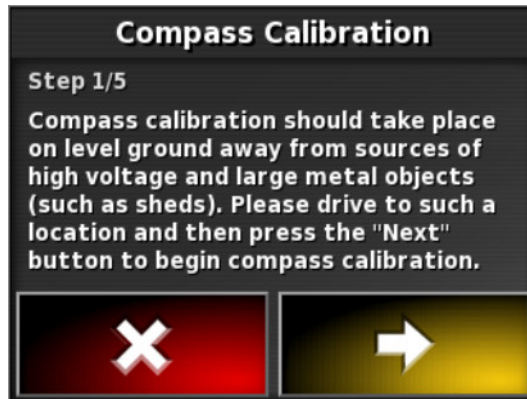 Compass Calibration
Step 1/5
Compass calibration should take place
on level ground away from sources of
high voltage and large metal objects
(such as sheds). Please drive to such a
location and then press the "Next"
button to begin compass calibration.